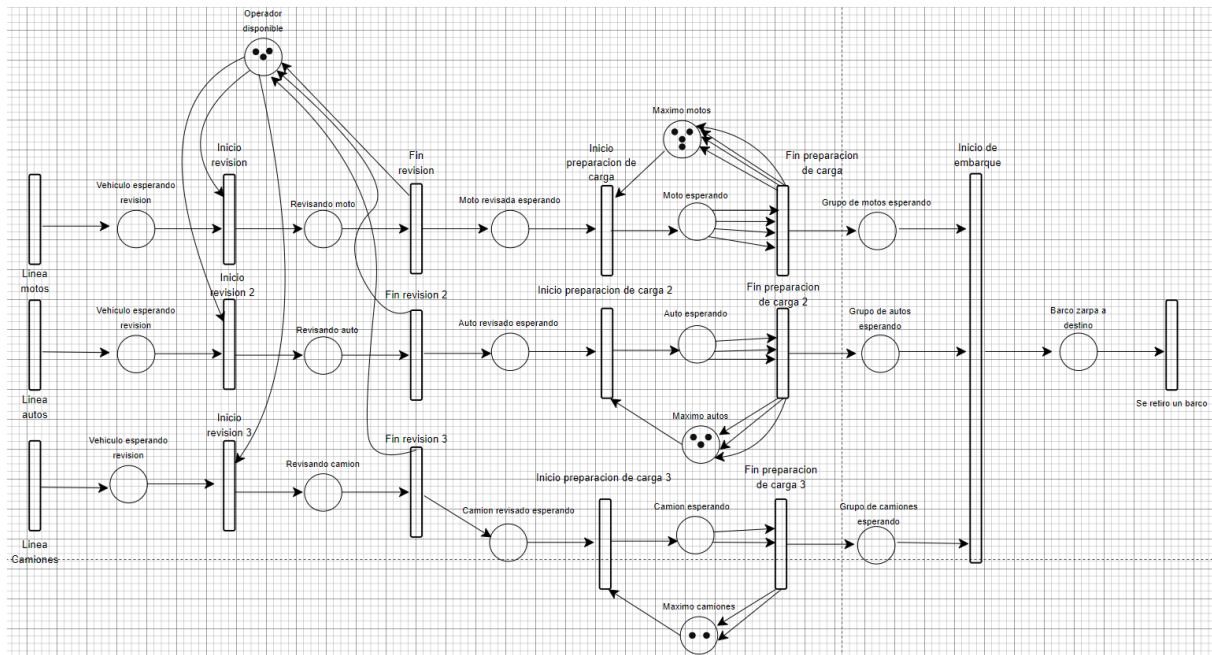 Operador
disponible
Maximo motos
Inicio
revision
Fin
revision
Inicio
preparacion de
carga
Fin preparacion
de carga
Inicio de
embarque
Vehiculo esperando
revision
Revisando moto
Moto revisada esperando
Moto esperando
Grupo de motos esperando
Linea
motos
Inicio
revision 2
Fin revision 2
Inicio preparacion de carga 2
Fin preparacion
de carga 2
Vehiculo esperando
revision
Revisando auto
Auto revisado esperando
Auto esperando
Grupo de autos
esperando
Barco zarpa a
destino
Linea
autos
Se retiro un barco
Inicio
revision 3
Maximo autos
Fin revision 3
Vehiculo esperando
revision
Revisando camion
Inicio preparacion de carga 3
Fin preparacion
de carga 3
Camion revisado esperando
Camion esperando
Grupo de camiones
esperando
Linea
Camiones
Maximo camiones